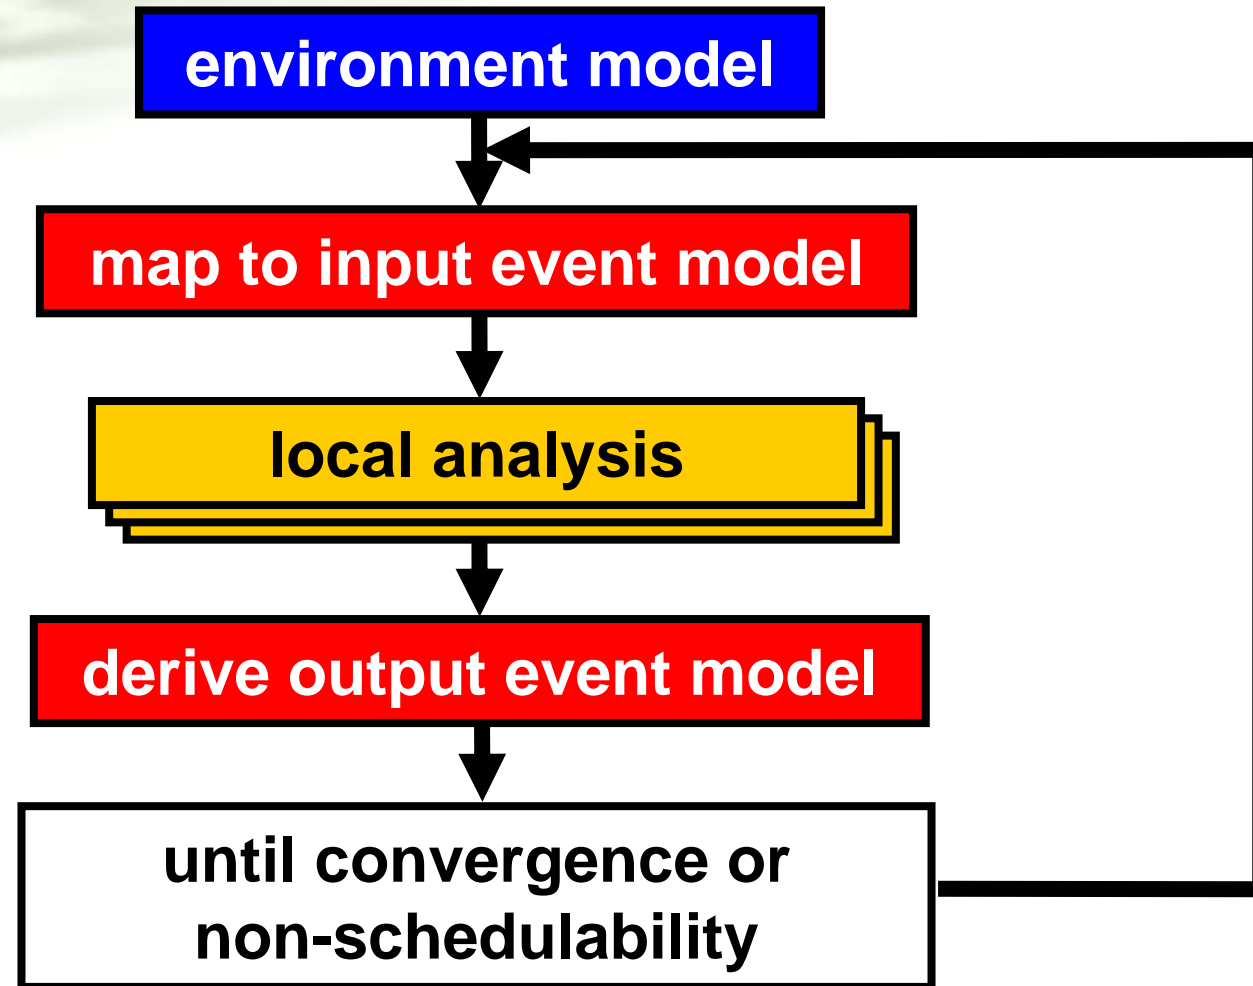 environment model
map to input event model
local analysis
derive output event model
until convergence or
non-schedulability